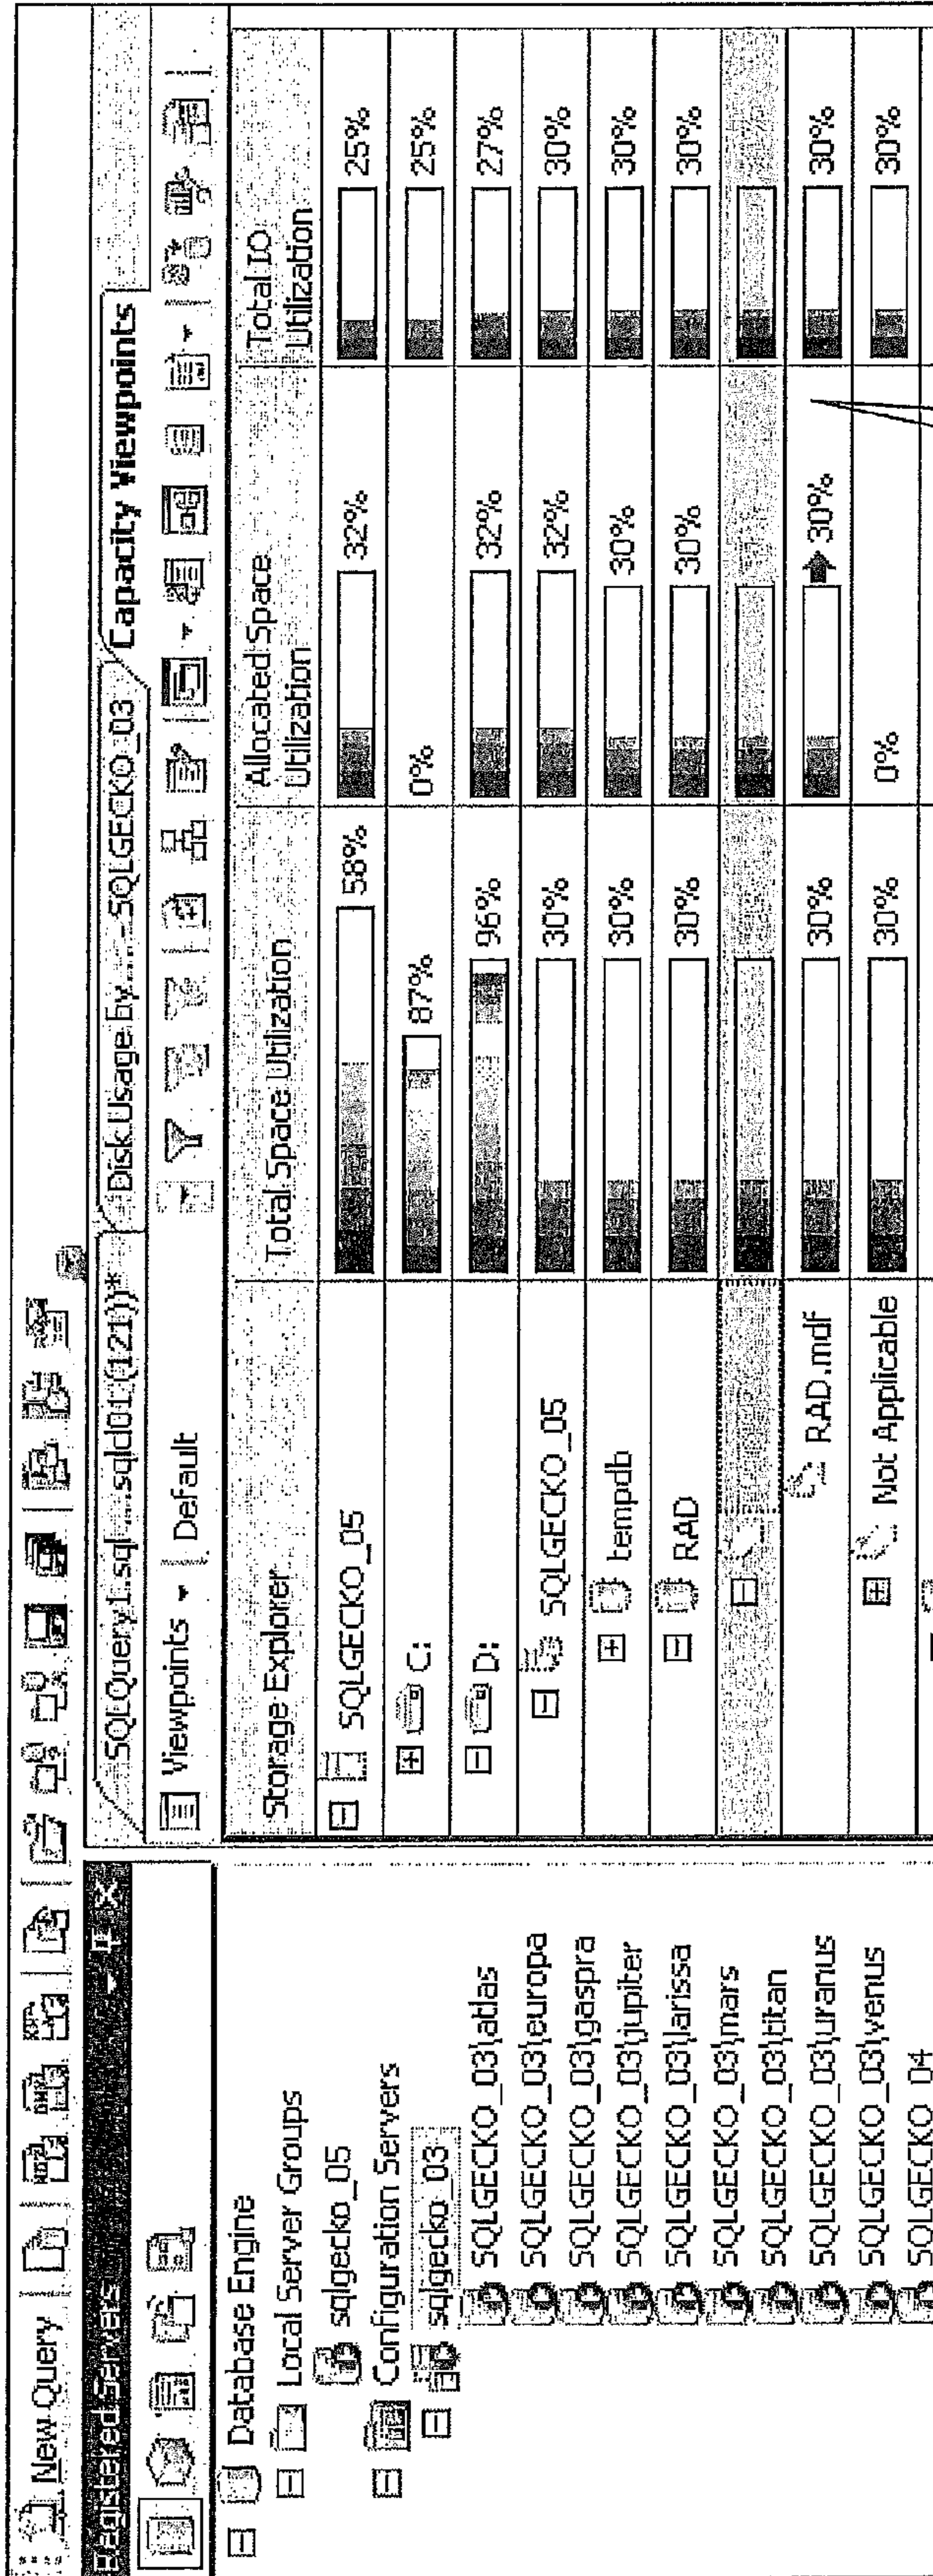 New Query
Registered Servers
Database Engine
Local Server Groups
sqlgecko_05
Configuration Servers
sqlgecko_03
SQLGECKO_03\atlas
SQLGECKO_03\europa
SQLGECKO_03\gaspra
SQLGECKO_03\jupiter
SQLGECKO_03\larissa
SQLGECKO_03\mars
SQLGECKO_03\titan
SQLGECKO_03\uranus
SQLGECKO_03\venus
SQLGECKO_04
SQLQuery1.sql ... sqld01 (121))* Disk Usage By ... - SQLGECKO_03 Capacity Viewpoints
Viewpoints Default
Storage Explorer Total Space Utilization Allocated Space Utilization Total IO Utilization
SQLGECKO_05 58% 32% 25%
C: 87% 0% 25%
D: 96% 32% 27%
SQLGECKO_05 30% 32% 30%
tempdb 30% 30% 30%
RAD 30% 30% 30%
RAD.mdf 30% 30% 30%
Not Applicable 30% 0% 30%